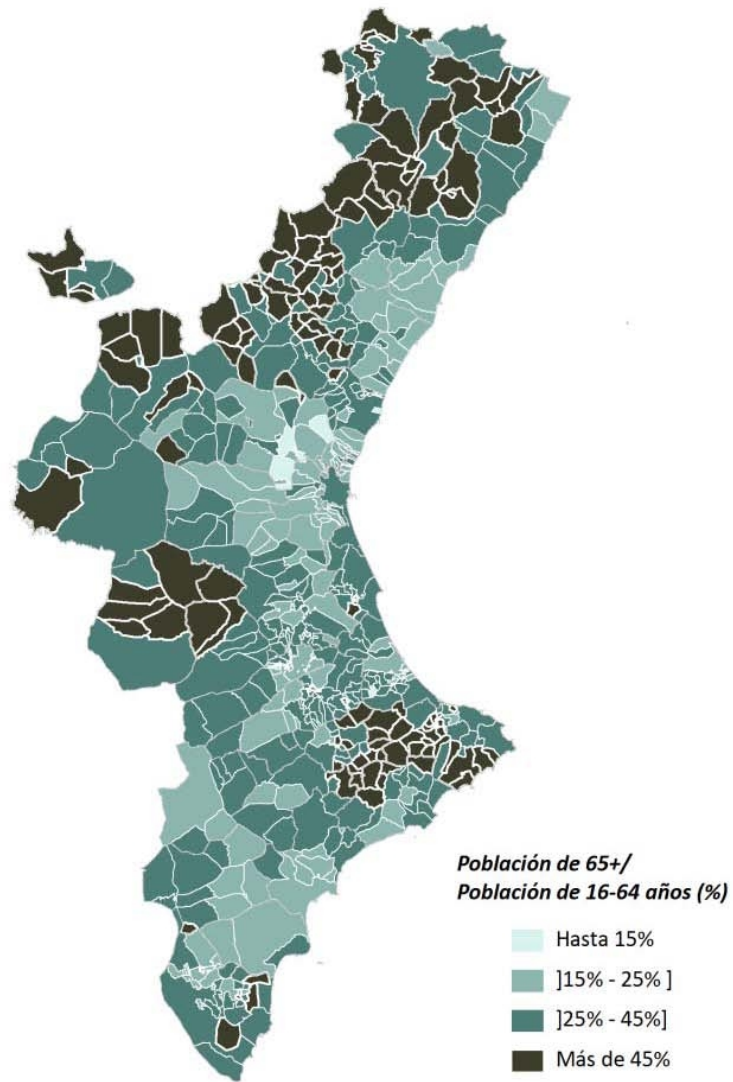 Población de 65+/
Población de 16-64 años (%)
Hasta 15%
]15% - 25% ]
]25% - 45%]
Más de 45%